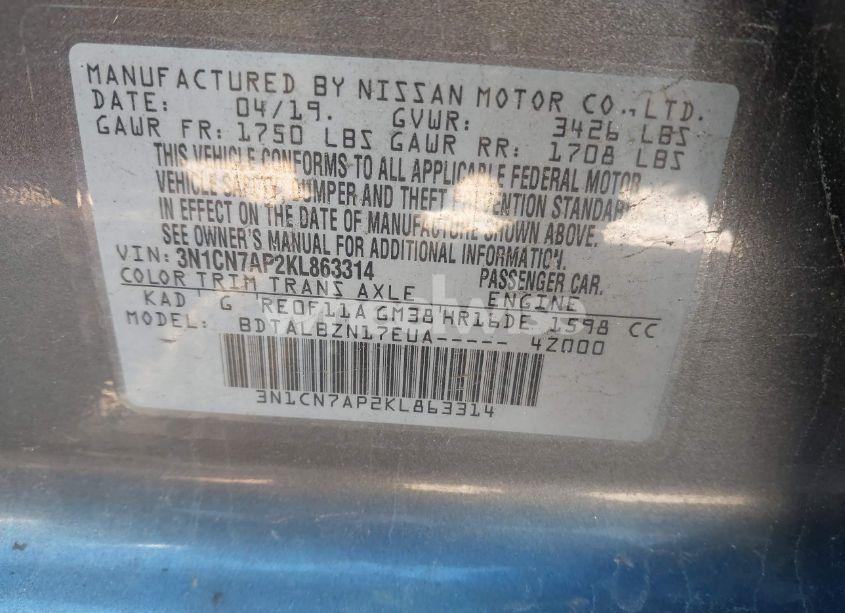 MANUFACTURED BY NISSAN MOTOR CO.,LTD.
DATE: 04/19. GVWR: 3426 LBS
GAWR FR: 1750 LBS GAWR RR: 1708 LBS
THIS VEHICLE CONFORMS TO ALL APPLICABLE FEDERAL MOTOR
VEHICLE SAFETY, BUMPER AND THEFT PREVENTION STANDARDS
IN EFFECT ON THE DATE OF MANUFACTURE SHOWN ABOVE.
SEE OWNER'S MANUAL FOR ADDITIONAL INFORMATION.
VIN: 3N1CN7AP2KL863314 PASSENGER CAR.
COLOR TRIM TRANS AXLE ENGINE
KAD G RE0F11A GM38 HR16DE 1598 CC
MODEL: BDTALBZN17EUA----- 4Z000
3N1CN7AP2KL863314